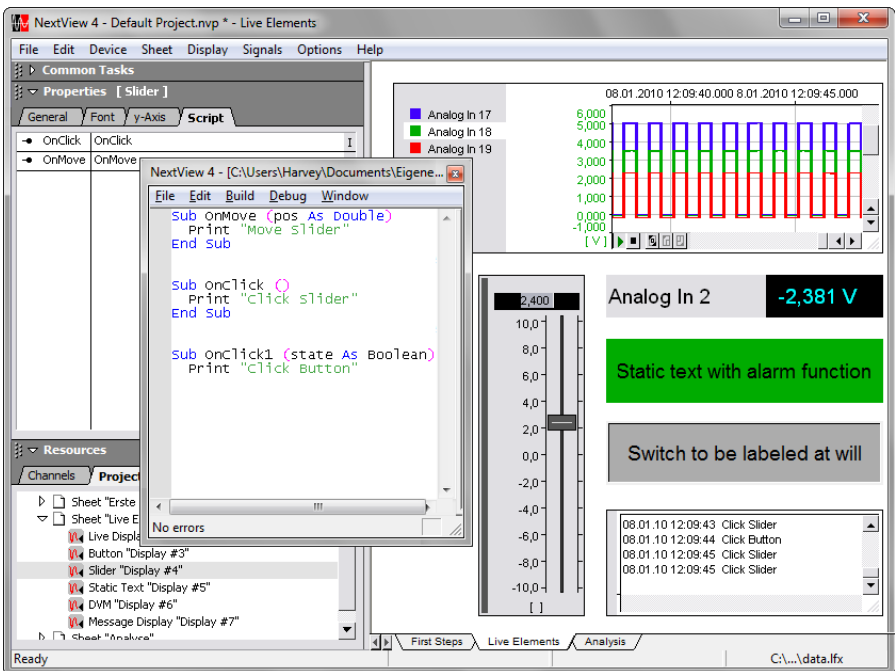 NextView 4 - Default Project.nvp * - Live Elements
File Edit Device Sheet Display Signals Options Help
Common Tasks
Properties [ Slider ]
General Font y-Axis Script
OnClick OnClick
OnMove OnMove
NextView 4 - [C:\Users\Harvey\Documents\Eigene...
File Edit Build Debug Window
Sub OnMove (pos As Double)
Print "Move Slider"
End Sub
Sub OnClick ()
Print "Click Slider"
End Sub
Sub OnClick1 (state As Boolean)
Print "Click Button"
No errors
Resources
Channels Project
Sheet "Erste
Sheet "Live E
Live Displa
Button "Display #3"
Slider "Display #4"
Static Text "Display #5"
DVM "Display #6"
Message Display "Display #7"
Sheet "Analyse"
08.01.2010 12:09:40.000 8.01.2010 12:09:45.000
Analog In 17
Analog In 18
Analog In 19
6,000
5,000
4,000
3,000
2,000
1,000
0,000
-1,000
[ V ]
2,400
10,0
8,0
6,0
4,0
2,0
0,0
-2,0
-4,0
-6,0
-8,0
-10,0
[ ]
Analog In 2 -2,381 V
Static text with alarm function
Switch to be labeled at will
08.01.10 12:09:43 Click Slider
08.01.10 12:09:44 Click Button
08.01.10 12:09:45 Click Slider
08.01.10 12:09:45 Click Slider
First Steps Live Elements Analysis
Ready C:\...\data.lfx